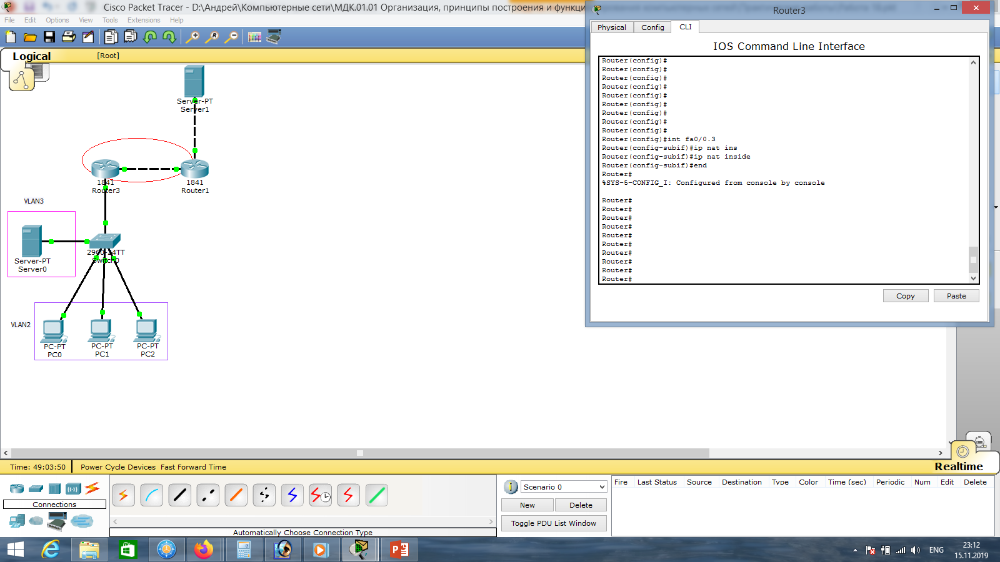 Cisco Packet Tracer - D:\Андрей\Компьютерные сети\МДК.01.01 Организация, принципы построения и функци
File Edit Options View Tools Extensions Help
Logical
[Root]
Server-PT
Server1
1841
Router3
1841
Router1
VLAN3
Server-PT
Server0
2960-24TT
Switch0
VLAN2
PC-PT
PC0
PC-PT
PC1
PC-PT
PC2
Router3
Physical Config CLI
IOS Command Line Interface
Router(config)#
Router(config)#
Router(config)#
Router(config)#
Router(config)#
Router(config)#
Router(config)#
Router(config)#
Router(config)#
Router(config)#int fa0/0.3
Router(config-subif)#ip nat ins
Router(config-subif)#ip nat inside
Router(config-subif)#end
Router#
%SYS-5-CONFIG_I: Configured from console by console
Router#
Router#
Router#
Router#
Router#
Router#
Router#
Router#
Router#
Router#
Copy Paste
Time: 49:03:50 Power Cycle Devices Fast Forward Time
Realtime
Connections
Automatically Choose Connection Type
Scenario 0
New Delete
Toggle PDU List Window
Fire Last Status Source Destination Type Color Time (sec) Periodic Num Edit Delete
ENG
23:12
15.11.2019